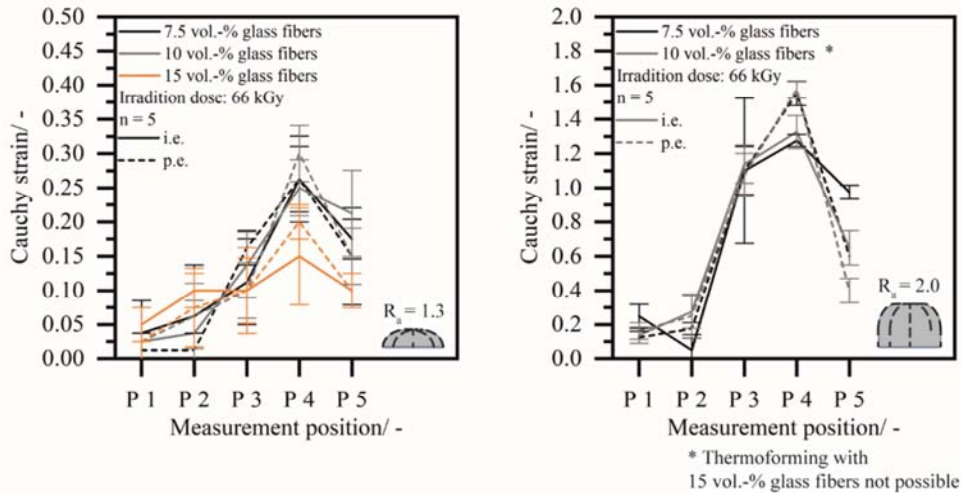 0.50
0.45
0.40
0.35
0.30
0.25
0.20
0.15
0.10
0.05
0.00
Cauchy strain/ -
7.5 vol.-% glass fibers
10 vol.-% glass fibers
15 vol.-% glass fibers
Irradition dose: 66 kGy
n = 5
i.e.
p.e.
Ra = 1.3
P 1 P 2 P 3 P 4 P 5
Measurement position/ -
2.0
1.8
1.6
1.4
1.2
1.0
0.8
0.6
0.4
0.2
0.0
Cauchy strain/ -
7.5 vol.-% glass fibers
10 vol.-% glass fibers *
Irradition dose: 66 kGy
n = 5
i.e.
p.e.
Ra = 2.0
P 1 P 2 P 3 P 4 P 5
Measurement position/ -
* Thermoforming with
15 vol.-% glass fibers not possible